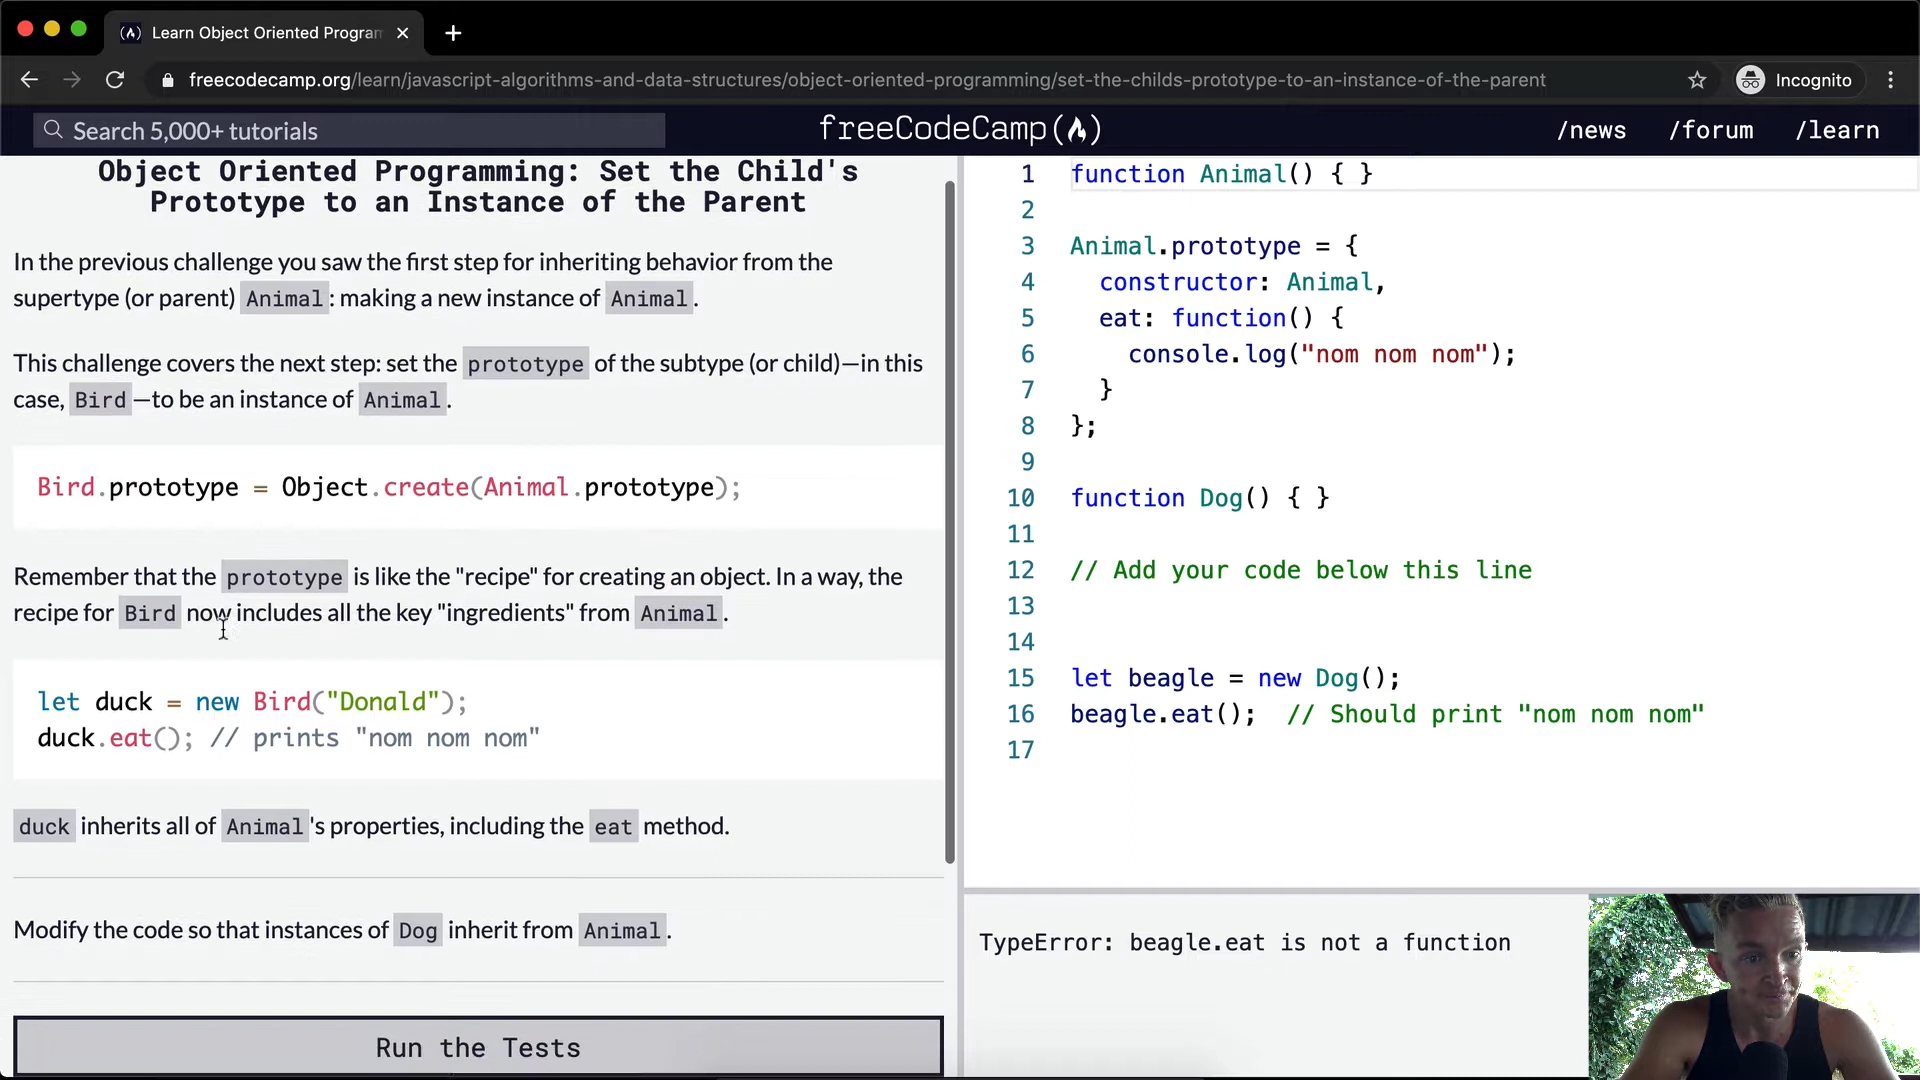 Learn Object Oriented Program
freecodecamp.org/learn/javascript-algorithms-and-data-structures/object-oriented-programming/set-the-childs-prototype-to-an-instance-of-the-parent
Incognito
Search 5,000+ tutorials
freeCodeCamp
/news
/forum
/learn
Object Oriented Programming: Set the Child's
Prototype to an Instance of the Parent
In the previous challenge you saw the first step for inheriting behavior from the
supertype (or parent) Animal: making a new instance of Animal.
This challenge covers the next step: set the prototype of the subtype (or child)—in this
case, Bird—to be an instance of Animal.
Bird.prototype = Object.create(Animal.prototype);
Remember that the prototype is like the "recipe" for creating an object. In a way, the
recipe for Bird now includes all the key "ingredients" from Animal.
let duck = new Bird("Donald");
duck.eat(); // prints "nom nom nom"
duck inherits all of Animal's properties, including the eat method.
Modify the code so that instances of Dog inherit from Animal.
Run the Tests
1 function Animal() { }
2
3 Animal.prototype = {
4 constructor: Animal,
5 eat: function() {
6 console.log("nom nom nom");
7 }
8 };
9
10 function Dog() { }
11
12 // Add your code below this line
13
14
15 let beagle = new Dog();
16 beagle.eat(); // Should print "nom nom nom"
17
TypeError: beagle.eat is not a function